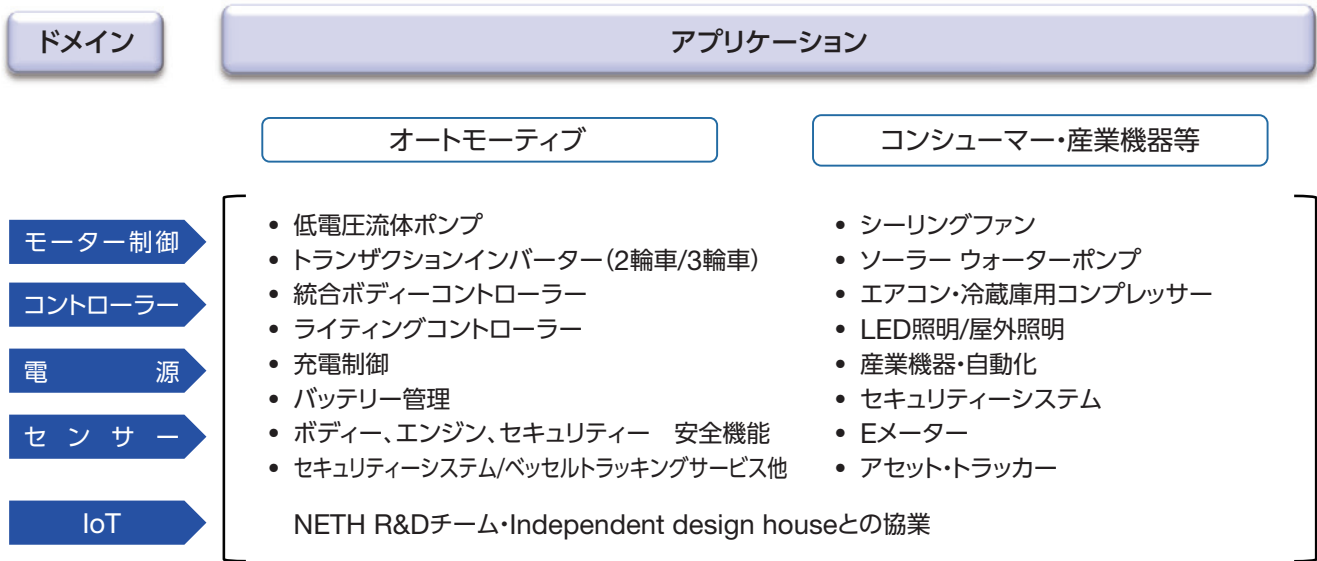 ドメイン
アプリケーション
オートモーティブ
コンシューマー・産業機器等
モーター制御
コントローラー
電源
センサー
IoT
• 低電圧流体ポンプ
• トランザクションインバーター（2輪車/3輪車）
• 統合ボディーコントローラー
• ライティングコントローラー
• 充電制御
• バッテリー管理
• ボディー、エンジン、セキュリティー　安全機能
• セキュリティーシステム/ベッセルトラッキングサービス他
• シーリングファン
• ソーラー ウォーターポンプ
• エアコン・冷蔵庫用コンプレッサー
• LED照明/屋外照明
• 産業機器・自動化
• セキュリティーシステム
• Eメーター
• アセット・トラッカー
NETH R&Dチーム・Independent design houseとの協業